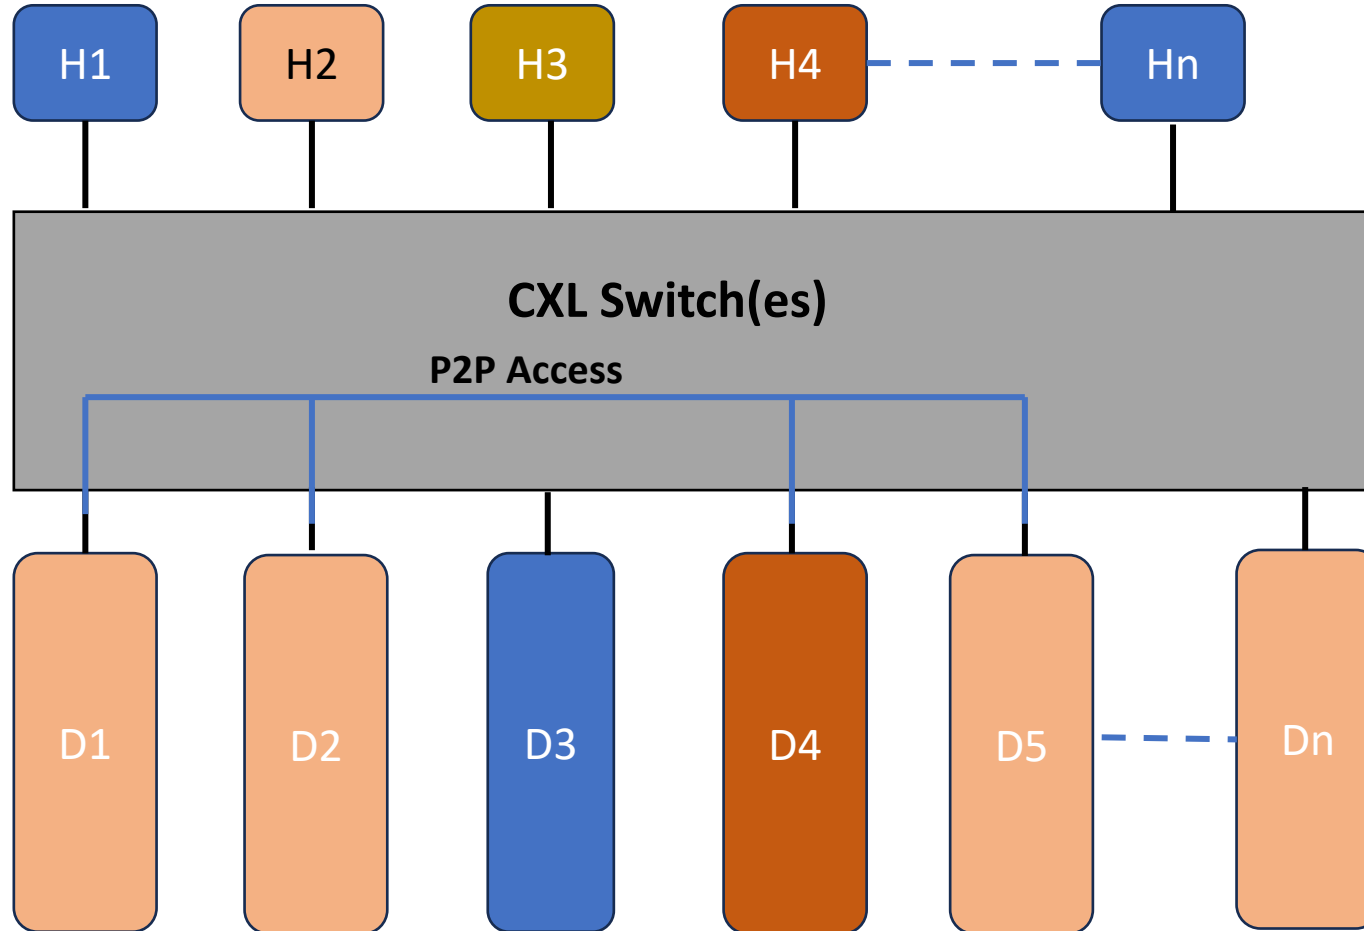 H1
H2
H3
H4
Hn
CXL Switch(es)
P2P Access
D1
D2
D3
D4
D5
Dn